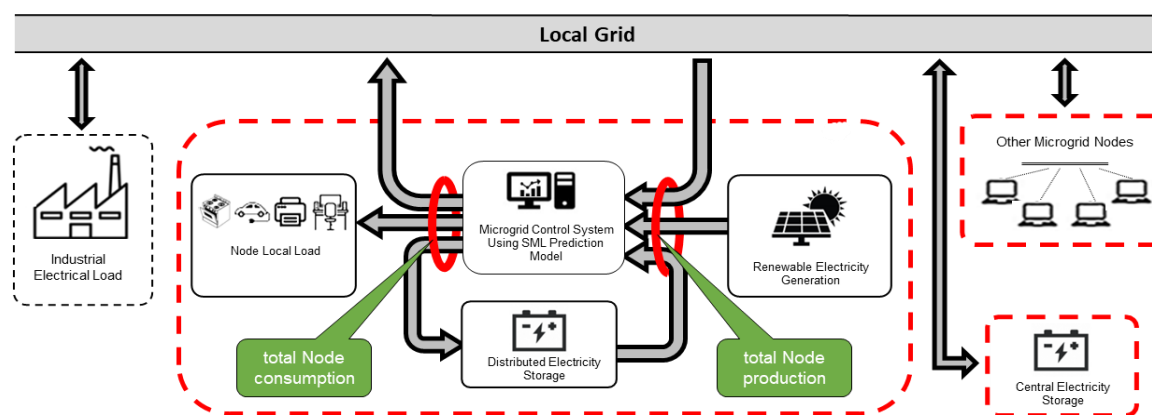 Local Grid
Industrial
Electrical Load
Node Local Load
Microgrid Control System
Using SML Prediction
Model
Renewable Electricity
Generation
Other Microgrid Nodes
total Node
consumption
Distributed Electricity
Storage
total Node
production
Central Electricity
Storage